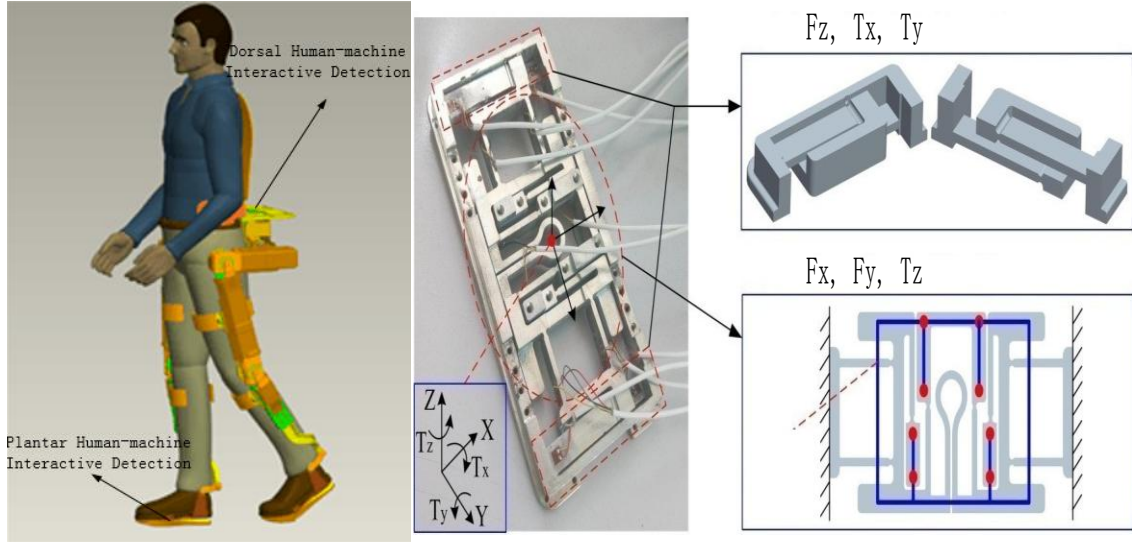 Dorsal Human-machine
Interactive Detection
Plantar Human-machine
Interactive Detection
Z
X
Tz
Tx
Ty
Y
Fz, Tx, Ty
Fx, Fy, Tz